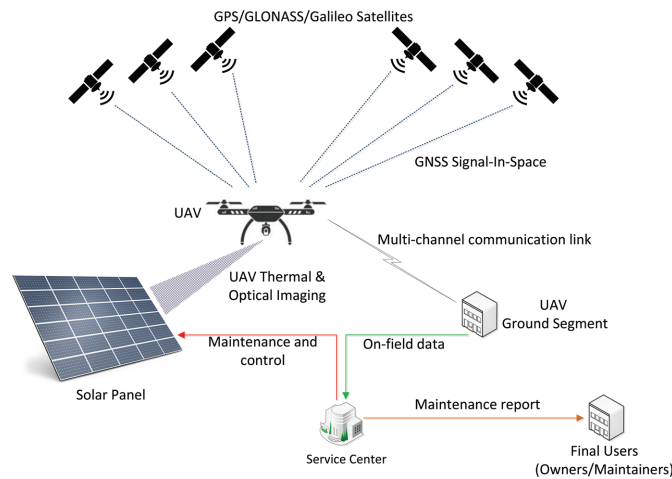 GPS/GLONASS/Galileo Satellites
GNSS Signal-In-Space
UAV
Multi-channel communication link
UAV Thermal &
Optical Imaging
UAV
Ground Segment
Maintenance and
control
On-field data
Solar Panel
Maintenance report
Service Center
Final Users
(Owners/Maintainers)